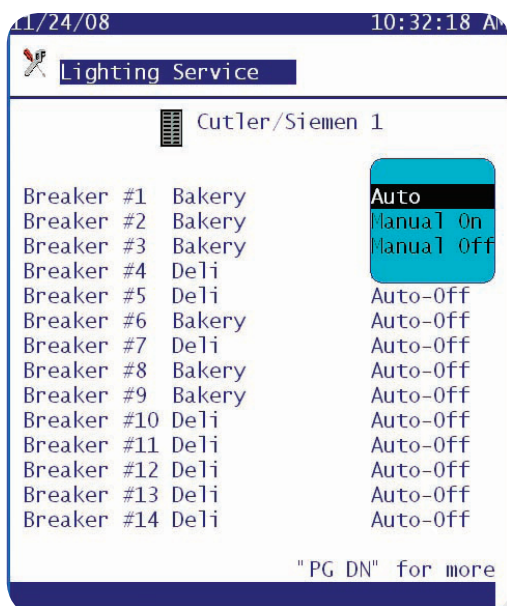 11/24/08 10:32:18 AM
Lighting Service
Cutler/Siemen 1
Breaker #1 Bakery Auto
Breaker #2 Bakery Manual On
Breaker #3 Bakery Manual Off
Breaker #4 Deli
Breaker #5 Deli Auto-Off
Breaker #6 Bakery Auto-Off
Breaker #7 Deli Auto-Off
Breaker #8 Bakery Auto-Off
Breaker #9 Bakery Auto-Off
Breaker #10 Deli Auto-Off
Breaker #11 Deli Auto-Off
Breaker #12 Deli Auto-Off
Breaker #13 Deli Auto-Off
Breaker #14 Deli Auto-Off
"PG DN" for more